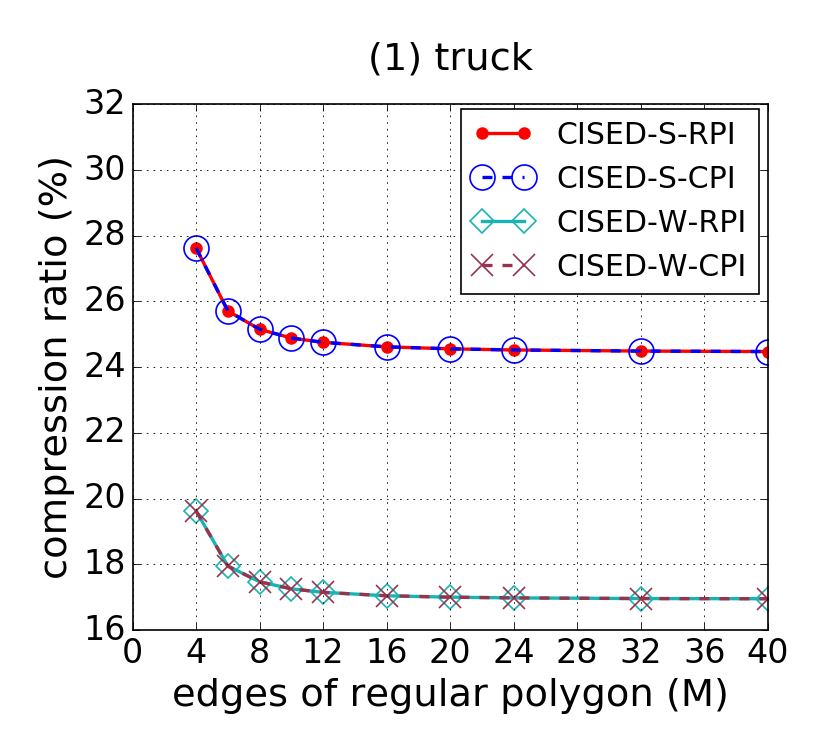 (1) truck
compression ratio (%)
32
30
28
26
24
22
20
18
16
CISED-S-RPI
CISED-S-CPI
CISED-W-RPI
CISED-W-CPI
0 4 8 12 16 20 24 28 32 36 40
edges of regular polygon (M)